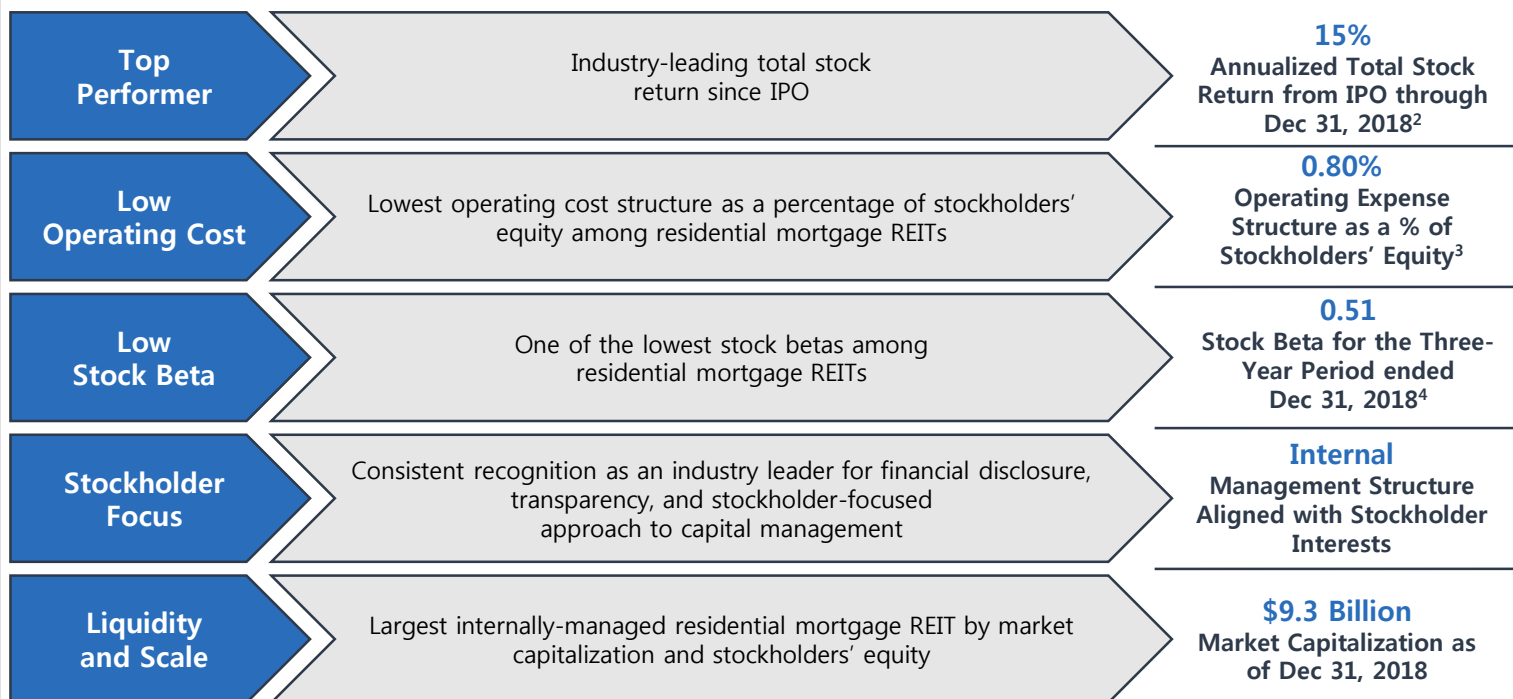 Top
Performer
Industry-leading total stock
return since IPO
15%
Annualized Total Stock
Return from IPO through
Dec 31, 2018²
Low
Operating Cost
Lowest operating cost structure as a percentage of stockholders’
equity among residential mortgage REITs
0.80%
Operating Expense
Structure as a % of
Stockholders’ Equity³
Low
Stock Beta
One of the lowest stock betas among
residential mortgage REITs
0.51
Stock Beta for the Three-
Year Period ended
Dec 31, 2018⁴
Stockholder
Focus
Consistent recognition as an industry leader for financial disclosure,
transparency, and stockholder-focused
approach to capital management
Internal
Management Structure
Aligned with Stockholder
Interests
Liquidity
and Scale
Largest internally-managed residential mortgage REIT by market
capitalization and stockholders’ equity
$9.3 Billion
Market Capitalization as
of Dec 31, 2018